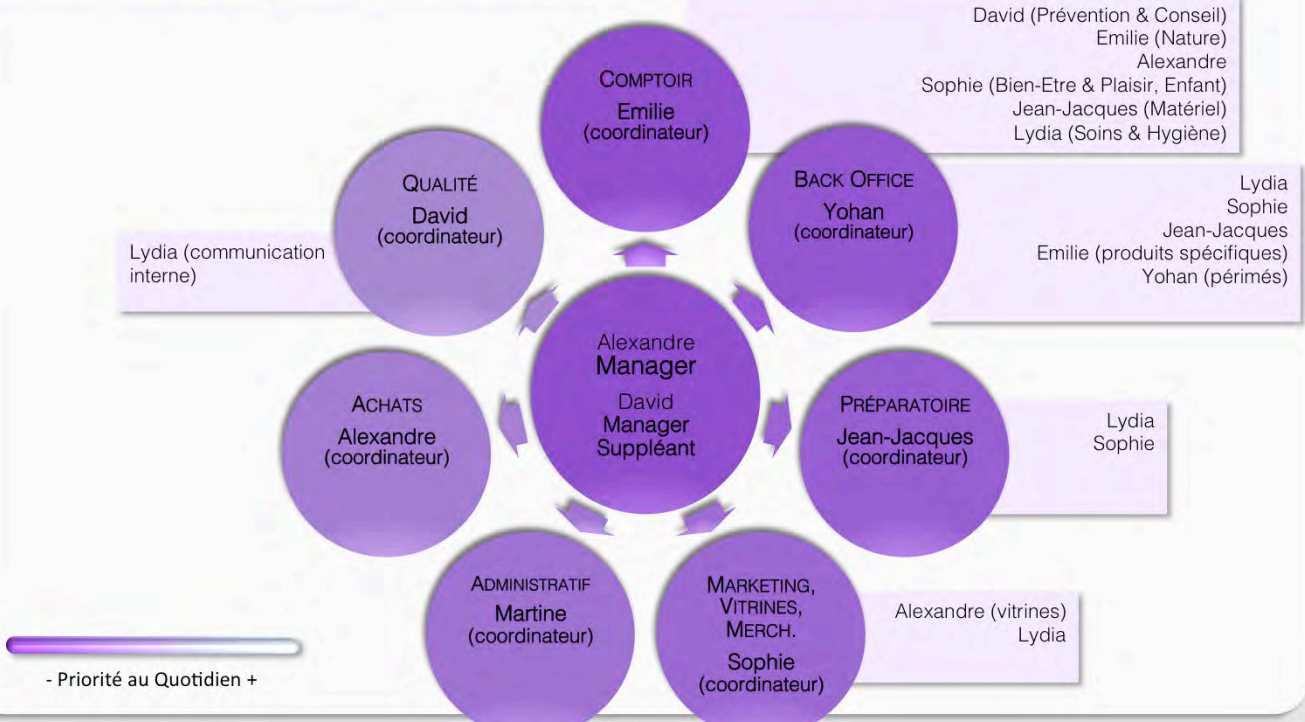 David (Prévention & Conseil)
Emilie (Nature)
Alexandre
Sophie (Bien-Etre & Plaisir, Enfant)
Jean-Jacques (Matériel)
Lydia (Soins & Hygiène)
COMPTOIR
Emilie
(coordinateur)
QUALITÉ
David
(coordinateur)
BACK OFFICE
Yohan
(coordinateur)
Lydia
Sophie
Jean-Jacques
Emilie (produits spécifiques)
Yohan (périmés)
Lydia (communication
interne)
Alexandre
Manager
David
Manager
Suppléant
ACHATS
Alexandre
(coordinateur)
PRÉPARATOIRE
Jean-Jacques
(coordinateur)
Lydia
Sophie
ADMINISTRATIF
Martine
(coordinateur)
MARKETING,
VITRINES,
MERCH.
Sophie
(coordinateur)
Alexandre (vitrines)
Lydia
- Priorité au Quotidien +